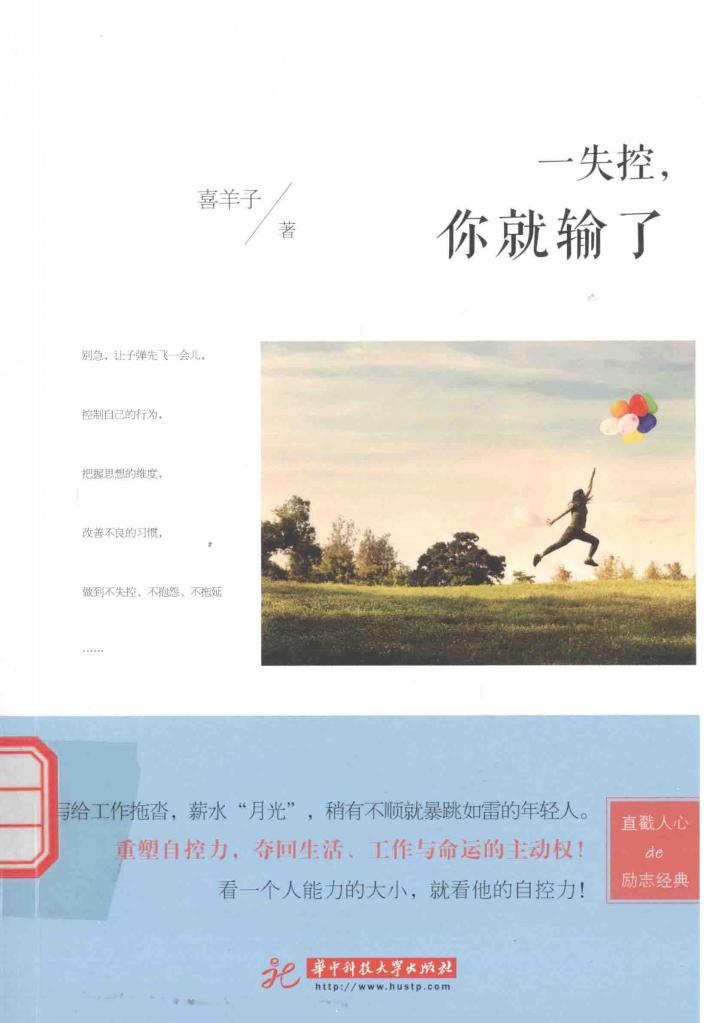 一失控，
你就输了
喜羊子
著
别急，让子弹先飞一会儿，
控制自己的行为，
把握思想的维度，
改善不良的习惯，
做到不失控、不抱怨、不拖延
……
写给工作拖沓，薪水“月光”，稍有不顺就暴跳如雷的年轻人。
重塑自控力，夺回生活、工作与命运的主动权！
看一个人能力的大小，就看他的自控力！
直戳人心
de
励志经典
华中科技大学出版社
http://www.hustp.com